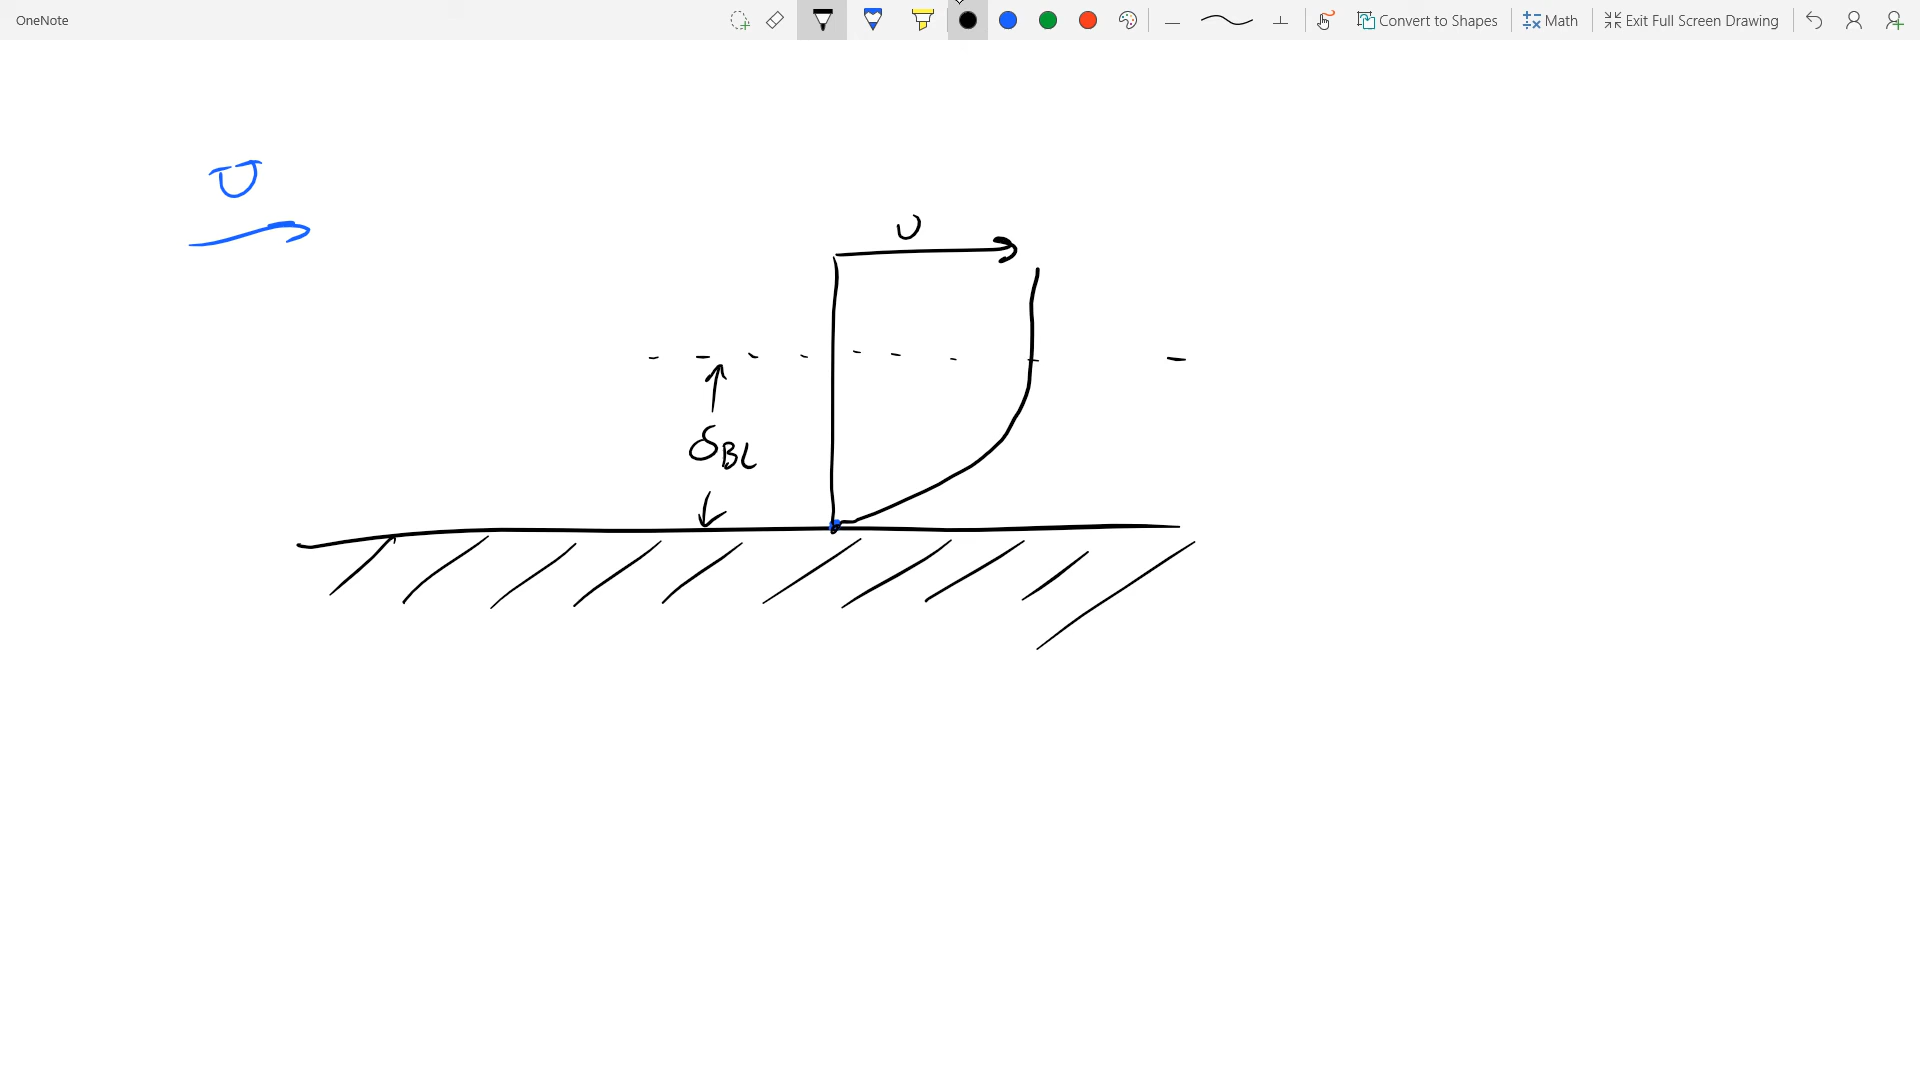 OneNote
Convert to Shapes
Math
Exit Full Screen Drawing
U
U
δBL